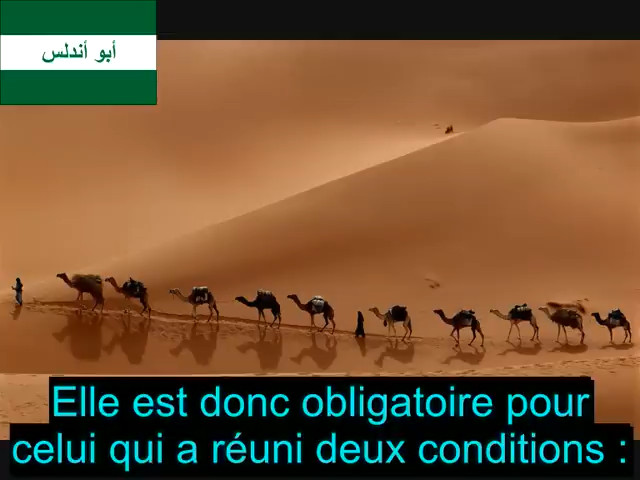 أبو أندلس
Elle est donc obligatoire pour
celui qui a réuni deux conditions :